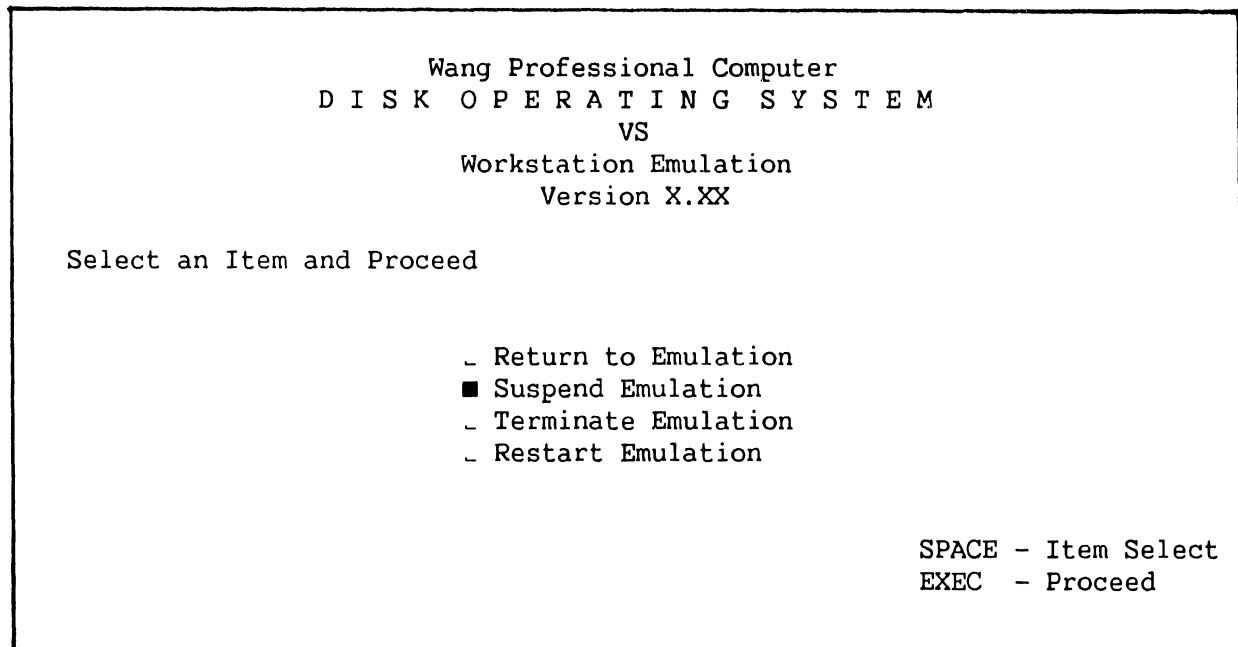 Wang Professional Computer
D I S K  O P E R A T I N G  S Y S T E M
VS
Workstation Emulation
Version X.XX
Select an Item and Proceed
Return to Emulation
■ Suspend Emulation
Terminate Emulation
Restart Emulation
SPACE - Item Select
EXEC - Proceed